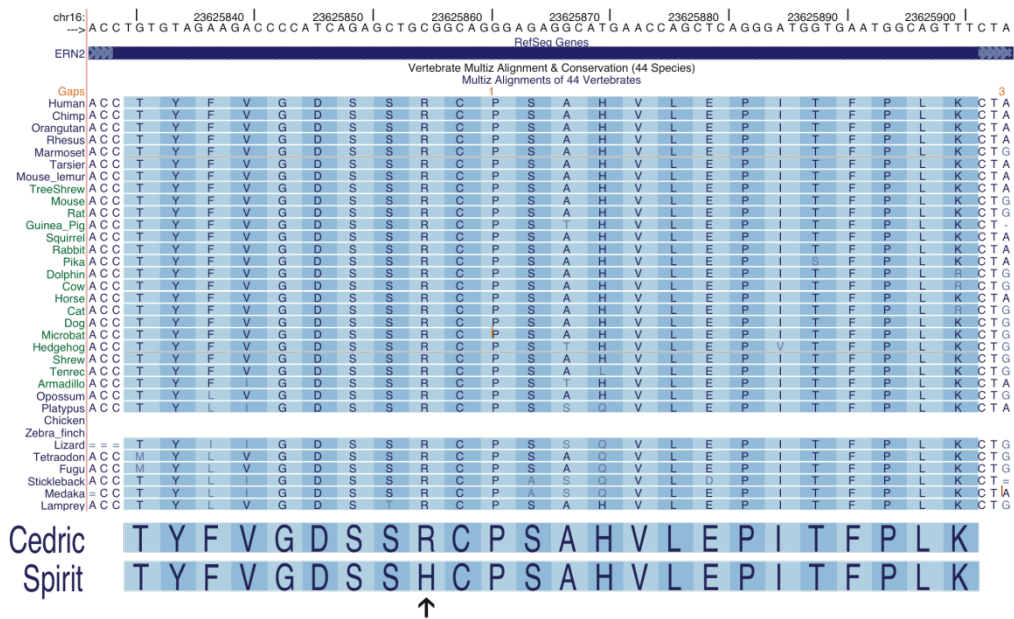 chr16: 23625840 23625850 23625860 23625870 23625880 23625890 23625900
---> A C C T G T G T A G A A G A C C C C A T C A G A G C T G C T C C G G C A G G G A G A G G C A T G A A C C A G C T C A G G G A T G G T G A A G G G C A G T T T C T A
RefSeq Genes
ERN2
Vertebrate Multiz Alignment & Conservation (44 Species)
Multiz Alignments of 44 Vertebrates
Gaps 1 3
Human A C C T Y F V G D S S R C P S A H V L E P I T F P L K C T A
Chimp A C C T Y F V G D S S R C P S A H V L E P I T F P L K C T A
Orangutan A C C T Y F V G D S S R C P S A H V L E P I T F P L K C T A
Rhesus A C C T Y F V G D S S R C P S A H V L E P I T F P L K C T A
Marmoset A C C T Y F V G D S S R C P S A H V L E P I T F P L K C T G
Tarsier A C C T Y F V G D S S R C P S A H V L E P I T F P L K C T A
Mouse_lemur A C C T Y F V G D S S R C P S A H V L E P I T F P L K C T A
TreeShrew A C C T Y F V G D S S R C P S A H V L E P I T F P L K C T A
Mouse A C C T Y F V G D S S R C P S A H V L E P I T F P L K C T G
Rat A C C T Y F V G D S S R C P S A H V L E P I T F P L K C T G
Guinea_Pig A C C T Y F V G D S S R C P S T H V L E P I T F P L K C T -
Squirrel A C C T Y F V G D S S R C P S A H V L E P I T F P L K C T A
Rabbit A C C T Y F V G D S S R C P S A H V L E P I T F P L K C T A
Pika A C C T Y F V G D S S R C P S A H V L E P I S F P L K C T A
Dolphin A C C T Y F V G D S S R C P S A H V L E P I T F P L R C T G
Cow A C C T Y F V G D S S R C P S A H V L E P I T F P L R C T G
Horse A C C T Y F V G D S S R C P S A H V L E P I T F P L K C T A
Cat A C C T Y F V G D S S R C P S A H V L E P I T F P L R C T G
Dog A C C T Y F V G D S S R C P S A H V L E P I T F P L K C T G
Microbat A C C T Y F V G D S S R C P S A H V L E P I T F P L K C T G
Hedgehog A C C T Y F V G D S S R C P S T H V L E P V T F P L K C T G
Shrew A C C T Y F V G D S S R C P S A H V L E P I T F P L K C T G
Tenrec A C C T Y F V G D S S R C P S A L V L E P I T F P L K C T G
Armadillo A C C T Y F I G D S S R C P S T H V L E P I T F P L K C T A
Opossum A C C T Y L V G D S S R C P S A H V L E P I T F P L K C T G
Platypus A C C T Y L I G D S S R C P S S Q V L E P I T F P L K C T A
Chicken
Zebra_finch
Lizard = = = T Y I I G D S S R C P S S Q V L E P I T F P L K C T G
Tetraodon A C C M Y L V G D S S R C P S A Q V L E P I T F P L K C T G
Fugu A C C M Y L V G D S S R C P S A Q V L E P I T F P L K C T G
Stickleback A C C T Y L I G D S S R C P A S Q V L D P I T F P L K C T =
Medaka = C C T Y L I G D S S R C P A S Q V L E P I T F P L K C T A
Lamprey A C C T Y L V G D S T R C P S A H V L E P I T F P L K C T G
Cedric T Y F V G D S S R C P S A H V L E P I T F P L K
Spirit T Y F V G D S S H C P S A H V L E P I T F P L K